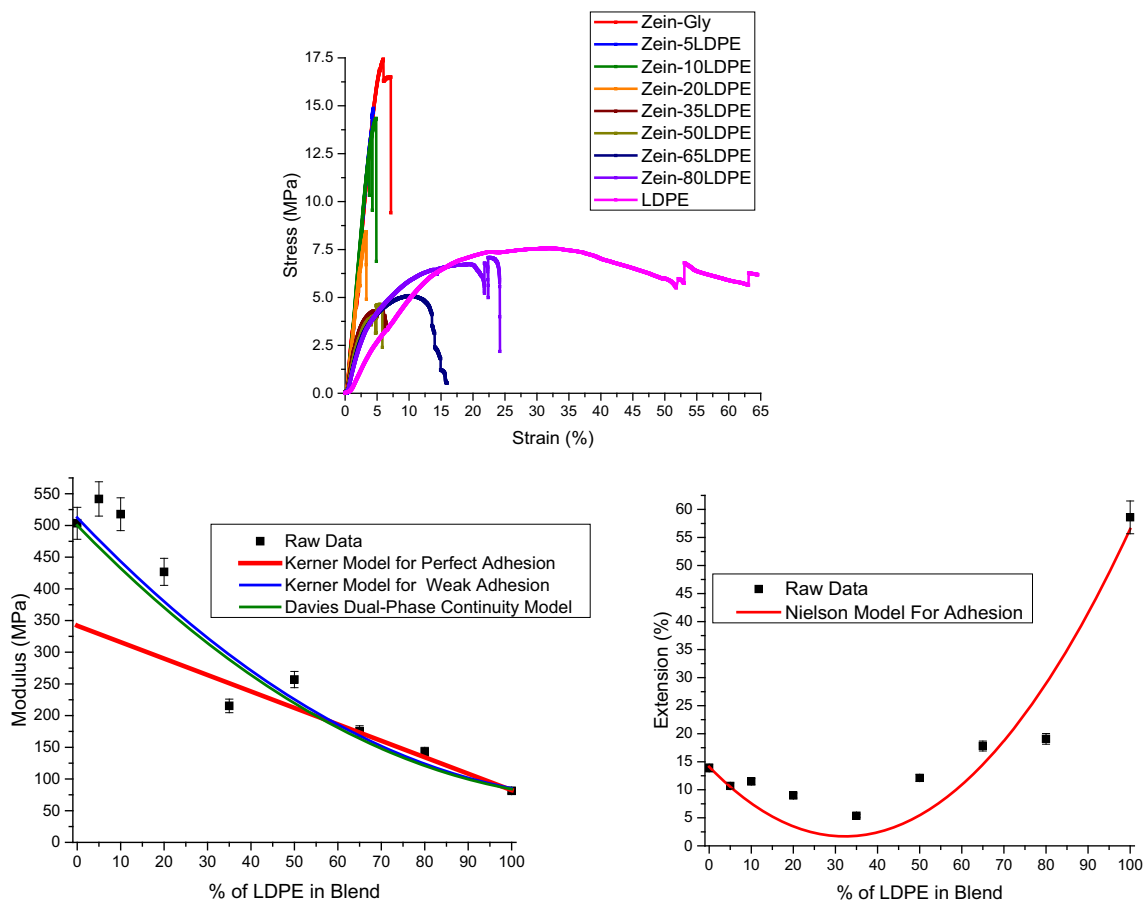 Zein-Gly
Zein-5LDPE
Zein-10LDPE
Zein-20LDPE
Zein-35LDPE
Zein-50LDPE
Zein-65LDPE
Zein-80LDPE
LDPE
17.5
15.0
12.5
10.0
7.5
5.0
2.5
0.0
Stress (MPa)
0 5 10 15 20 25 30 35 40 45 50 55 60 65
Strain (%)
550
500
450
400
350
300
250
200
150
100
50
0
Modulus (MPa)
Raw Data
Kerner Model for Perfect Adhesion
Kerner Model for Weak Adhesion
Davies Dual-Phase Continuity Model
0 10 20 30 40 50 60 70 80 90 100
% of LDPE in Blend
60
55
50
45
40
35
30
25
20
15
10
5
0
Extension (%)
Raw Data
Nielson Model For Adhesion
0 10 20 30 40 50 60 70 80 90 100
% of LDPE in Blend